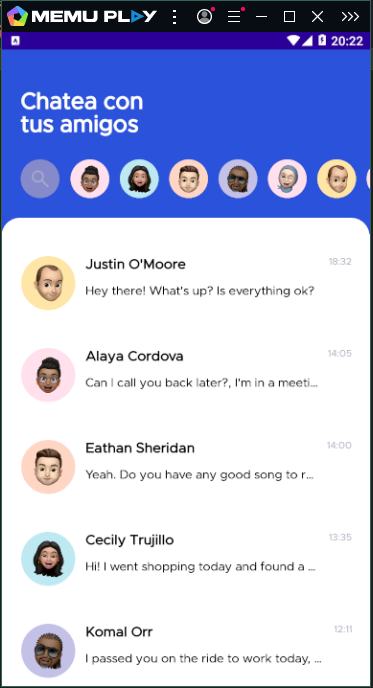 MEMU PLAY
A
20:22
Chatea con
tus amigos
Justin O'Moore
18:32
Hey there! What's up? Is everything ok?
Alaya Cordova
14:05
Can I call you back later?, I'm in a meeti...
Eathan Sheridan
14:00
Yeah. Do you have any good song to r...
Cecily Trujillo
13:35
Hi! I went shopping today and found a ...
Komal Orr
12:11
I passed you on the ride to work today, ...